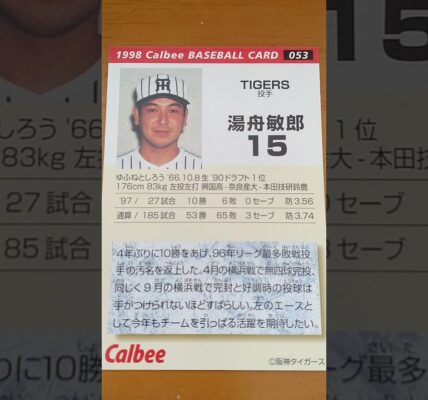 1998 Calbee BASEBALL CARD 053
TIGERS
投手
湯舟敏郎
15
ゆふねとしろう '66.10.8生 '90ドラフト1位
176cm 83kg 左投左打 興国高-奈良産大-本田技研鈴鹿
'97 / 27試合 10勝 6敗 0セーブ 防3.56
通算 / 185試合 53勝 65敗 3セーブ 防3.74
4年ぶりに10勝をあげ、96年リーグ最多敗戦投
手の汚名を返上した。4月の横浜戦で無四球完投、
同じく9月の横浜戦で完封と好調時の投球は
手がつけられないほどすばらしい。左のエースと
して今年もチームを引っぱる活躍を期待したい。
Calbee
©阪神タイガース